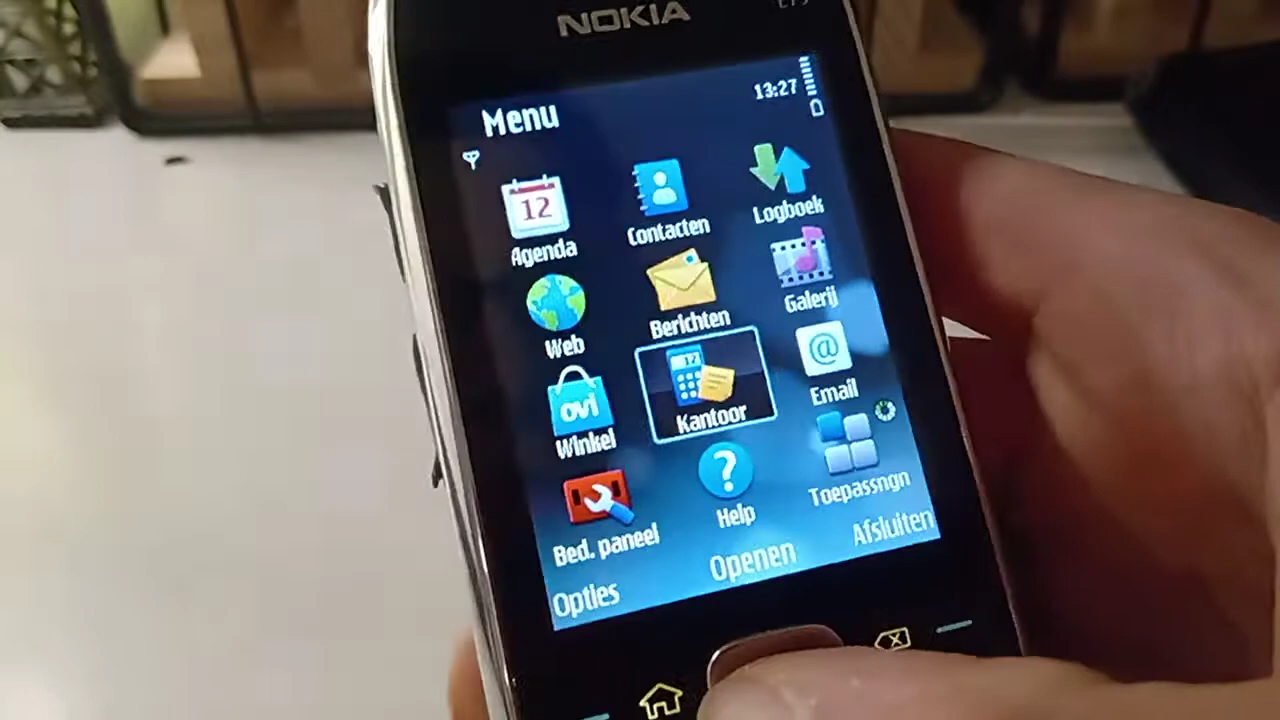 NOKIA
Menu
13:27
12
Agenda
Contacten
Logboek
Web
Berichten
Galerij
ovi
Winkel
Kantoor
@
Email
Bed. paneel
?
Help
Toepassngn
Opties
Openen
Afsluiten